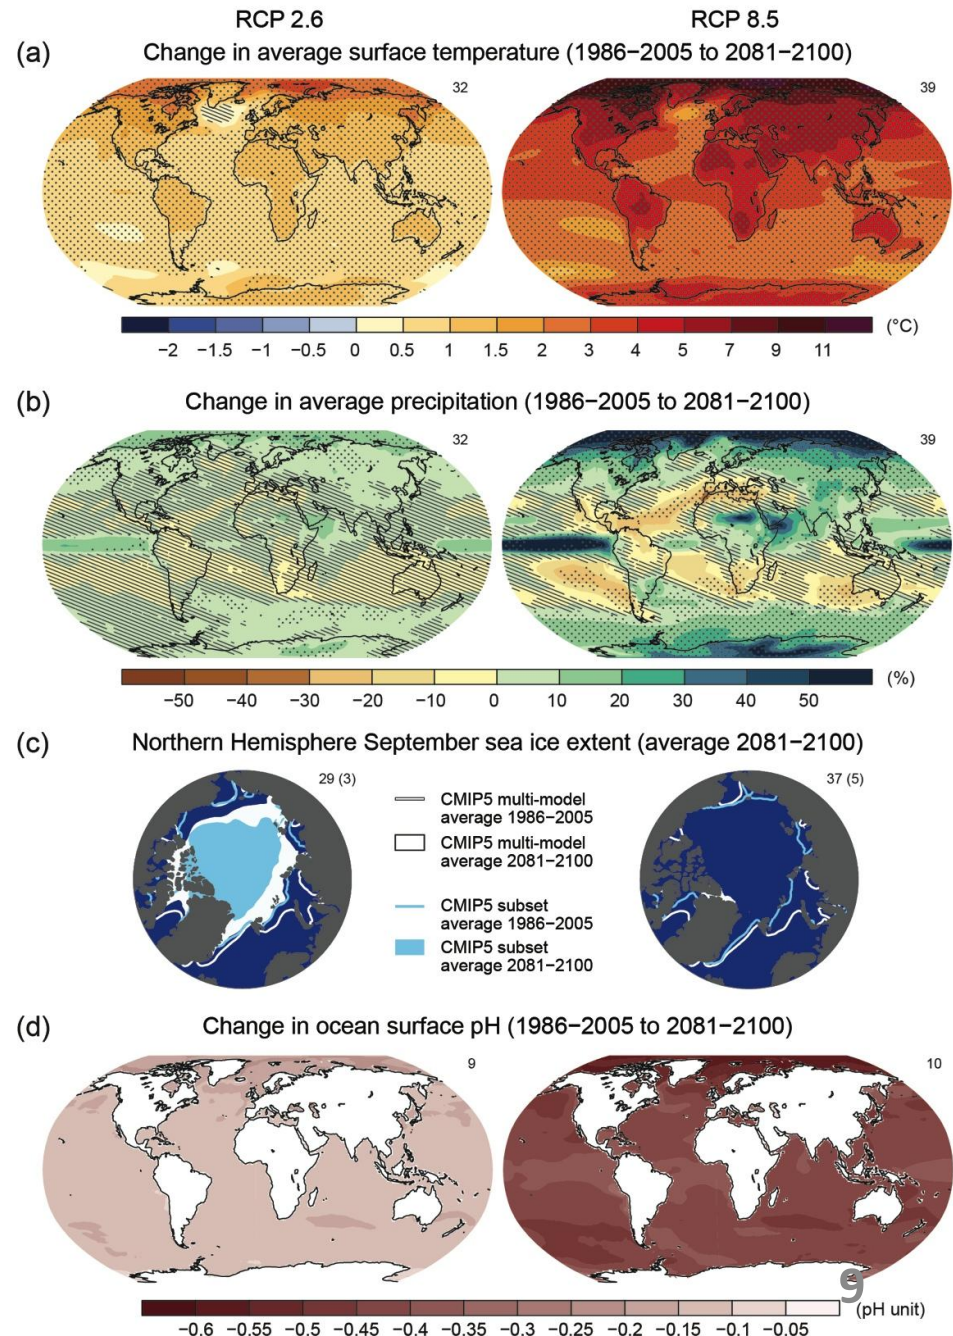 RCP 2.6
RCP 8.5
(a)
Change in average surface temperature (1986−2005 to 2081−2100)
32
39
−2 −1.5 −1 −0.5 0 0.5 1 1.5 2 3 4 5 7 9 11
(°C)
(b)
Change in average precipitation (1986−2005 to 2081−2100)
32
39
−50 −40 −30 −20 −10 0 10 20 30 40 50
(%)
(c)
Northern Hemisphere September sea ice extent (average 2081−2100)
29 (3)
37 (5)
CMIP5 multi-model
average 1986−2005
CMIP5 multi-model
average 2081−2100
CMIP5 subset
average 1986−2005
CMIP5 subset
average 2081−2100
(d)
Change in ocean surface pH (1986−2005 to 2081−2100)
9
10
9
(pH unit)
−0.6 −0.55 −0.5 −0.45 −0.4 −0.35 −0.3 −0.25 −0.2 −0.15 −0.1 −0.05